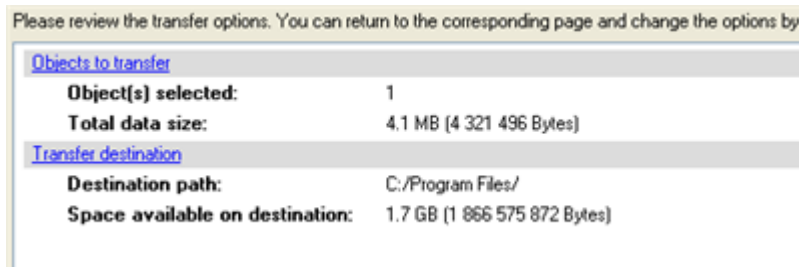 Please review the transfer options. You can return to the corresponding page and change the options by
Objects to transfer
Object(s) selected: 1
Total data size: 4.1 MB (4 321 496 Bytes)
Transfer destination
Destination path: C:/Program Files/
Space available on destination: 1.7 GB (1 866 575 872 Bytes)